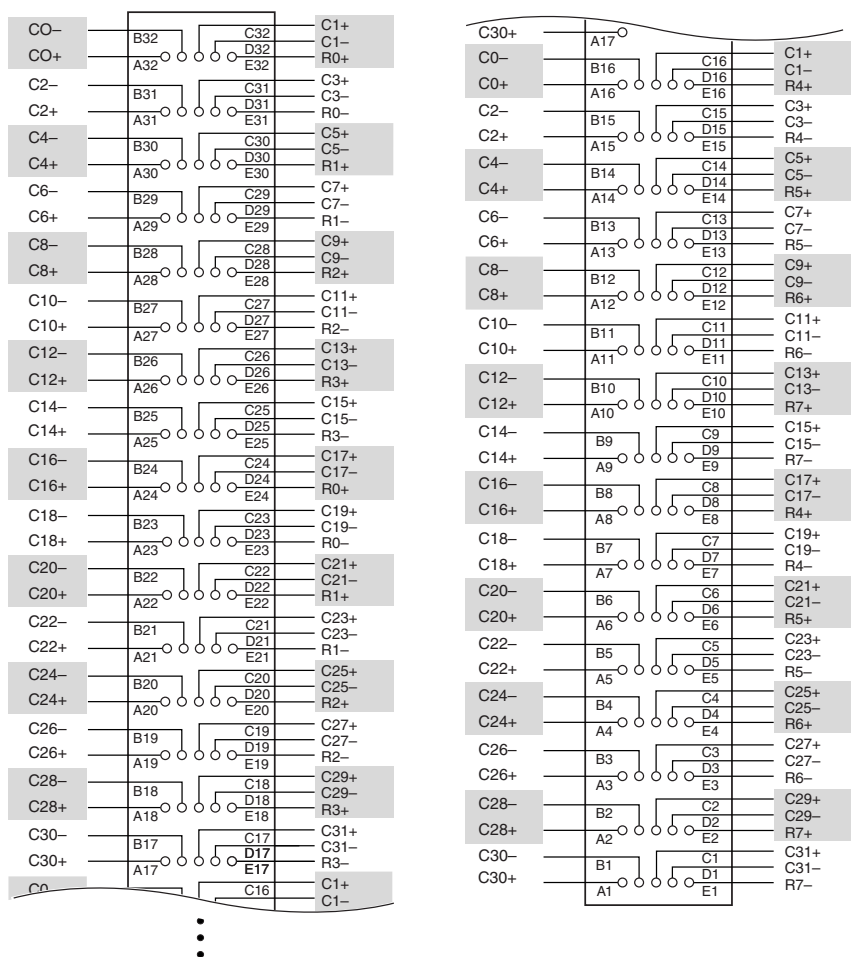 CO– B32 C32 C1+
D32 C1–
CO+ A32 E32 R0+
C2– B31 C31 C3+
D31 C3–
C2+ A31 E31 R0–
C4– B30 C30 C5+
D30 C5–
C4+ A30 E30 R1+
C6– B29 C29 C7+
D29 C7–
C6+ A29 E29 R1–
C8– B28 C28 C9+
D28 C9–
C8+ A28 E28 R2+
C10– B27 C27 C11+
D27 C11–
C10+ A27 E27 R2–
C12– B26 C26 C13+
D26 C13–
C12+ A26 E26 R3+
C14– B25 C25 C15+
D25 C15–
C14+ A25 E25 R3–
C16– B24 C24 C17+
D24 C17–
C16+ A24 E24 R0+
C18– B23 C23 C19+
D23 C19–
C18+ A23 E23 R0–
C20– B22 C22 C21+
D22 C21–
C20+ A22 E22 R1+
C22– B21 C21 C23+
D21 C23–
C22+ A21 E21 R1–
C24– B20 C20 C25+
D20 C25–
C24+ A20 E20 R2+
C26– B19 C19 C27+
D19 C27–
C26+ A19 E19 R2–
C28– B18 C18 C29+
D18 C29–
C28+ A18 E18 R3+
C30– B17 C17 C31+
D17 C31–
C30+ A17 E17 R3–
C0 C16 C1+
C1–
C30+ A17
C0– B16 C16 C1+
D16 C1–
C0+ A16 E16 R4+
C2– B15 C15 C3+
D15 C3–
C2+ A15 E15 R4–
C4– B14 C14 C5+
D14 C5–
C4+ A14 E14 R5+
C6– B13 C13 C7+
D13 C7–
C6+ A13 E13 R5–
C8– B12 C12 C9+
D12 C9–
C8+ A12 E12 R6+
C10– B11 C11 C11+
D11 C11–
C10+ A11 E11 R6–
C12– B10 C10 C13+
D10 C13–
C12+ A10 E10 R7+
C14– B9 C9 C15+
D9 C15–
C14+ A9 E9 R7–
C16– B8 C8 C17+
D8 C17–
C16+ A8 E8 R4+
C18– B7 C7 C19+
D7 C19–
C18+ A7 E7 R4–
C20– B6 C6 C21+
D6 C21–
C20+ A6 E6 R5+
C22– B5 C5 C23+
D5 C23–
C22+ A5 E5 R5–
C24– B4 C4 C25+
D4 C25–
C24+ A4 E4 R6+
C26– B3 C3 C27+
D3 C27–
C26+ A3 E3 R6–
C28– B2 C2 C29+
D2 C29–
C28+ A2 E2 R7+
C30– B1 C1 C31+
D1 C31–
C30+ A1 E1 R7–